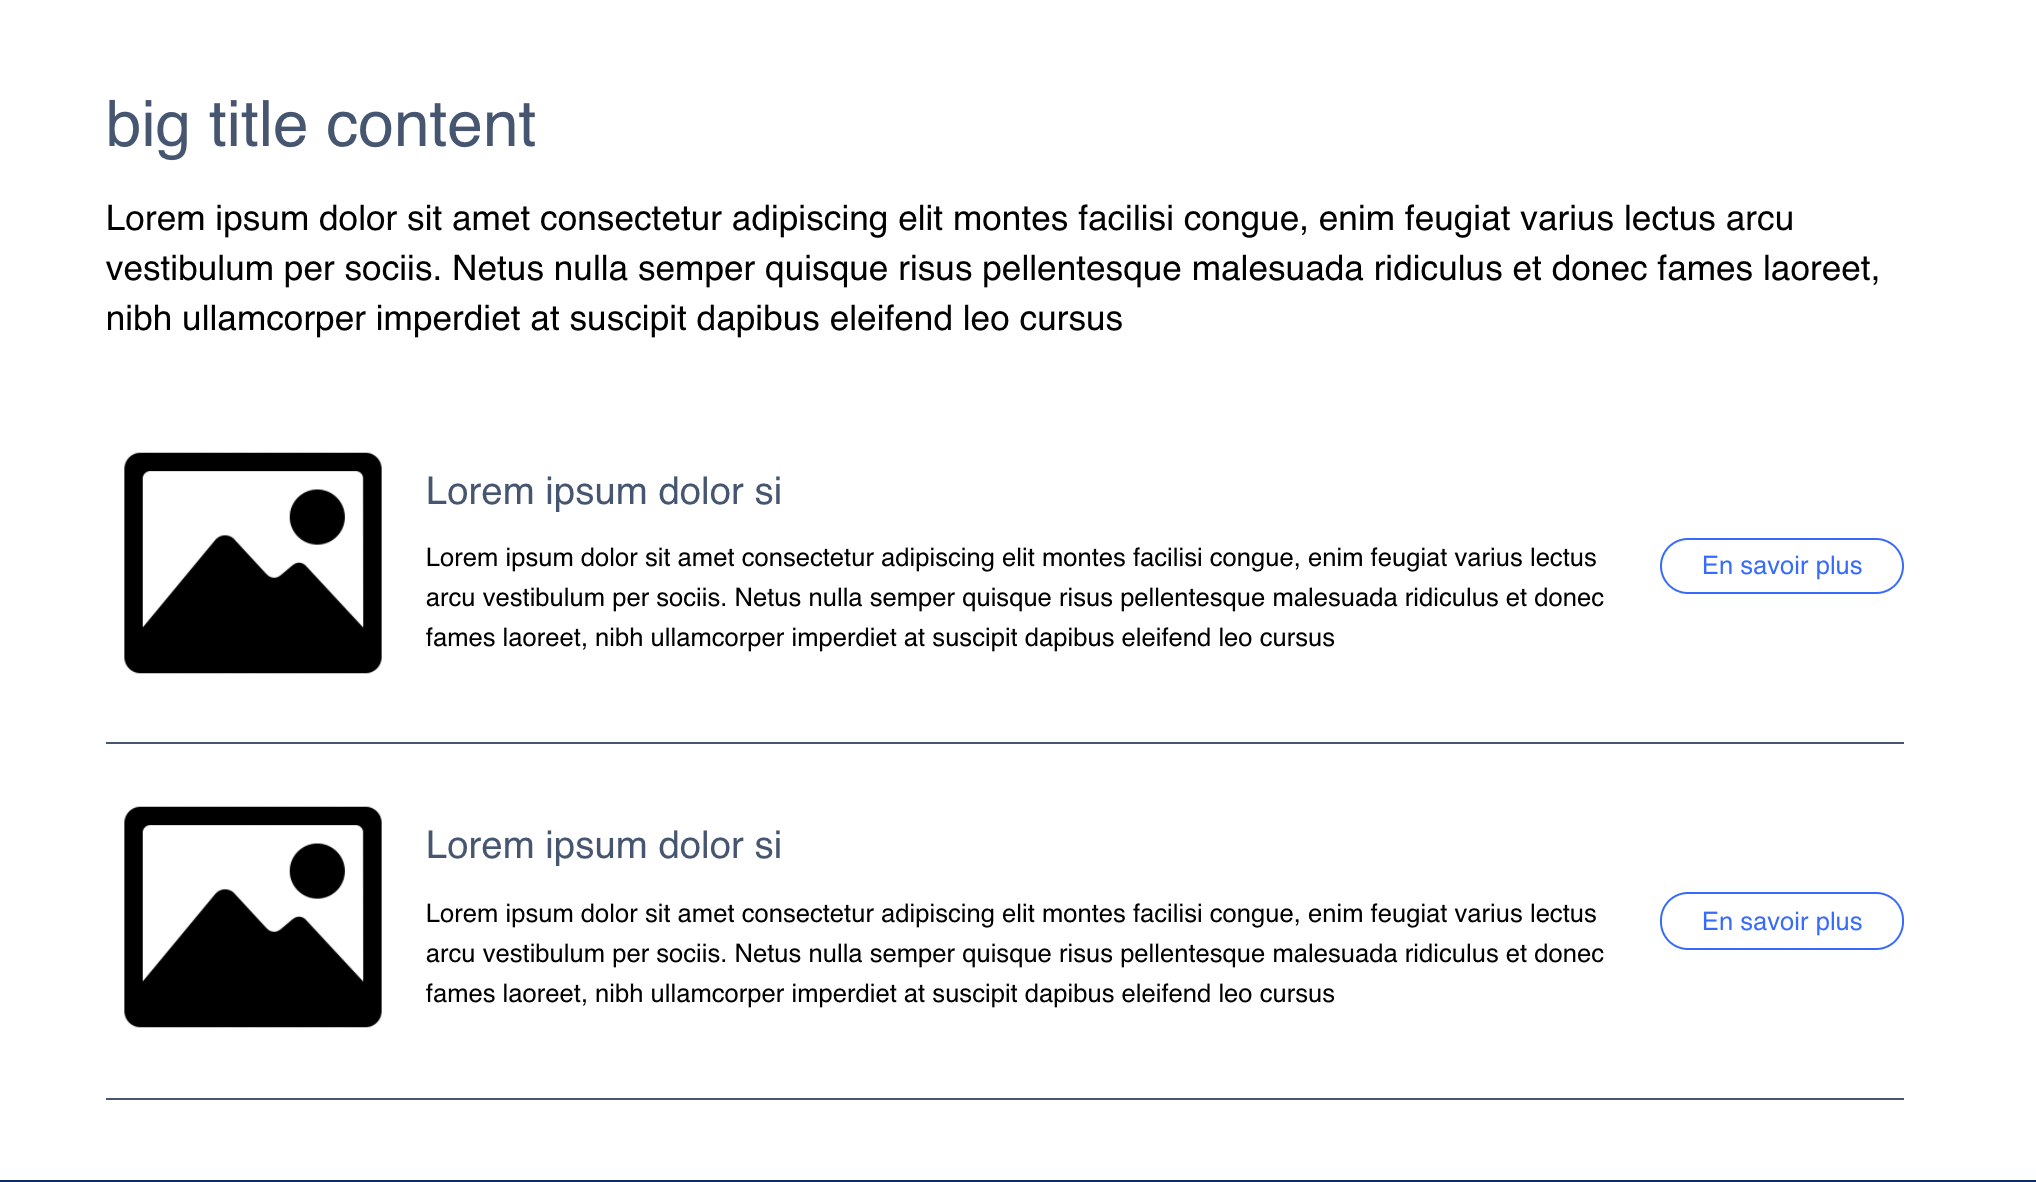 big title content
Lorem ipsum dolor sit amet consectetur adipiscing elit montes facilisi congue, enim feugiat varius lectus arcu
vestibulum per sociis. Netus nulla semper quisque risus pellentesque malesuada ridiculus et donec fames laoreet,
nibh ullamcorper imperdiet at suscipit dapibus eleifend leo cursus
Lorem ipsum dolor si
Lorem ipsum dolor sit amet consectetur adipiscing elit montes facilisi congue, enim feugiat varius lectus
arcu vestibulum per sociis. Netus nulla semper quisque risus pellentesque malesuada ridiculus et donec
fames laoreet, nibh ullamcorper imperdiet at suscipit dapibus eleifend leo cursus
En savoir plus
Lorem ipsum dolor si
Lorem ipsum dolor sit amet consectetur adipiscing elit montes facilisi congue, enim feugiat varius lectus
arcu vestibulum per sociis. Netus nulla semper quisque risus pellentesque malesuada ridiculus et donec
fames laoreet, nibh ullamcorper imperdiet at suscipit dapibus eleifend leo cursus
En savoir plus